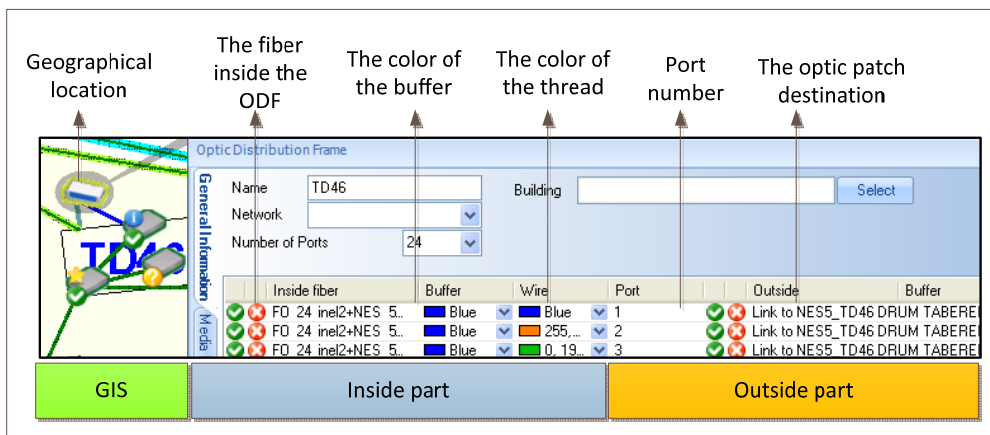 Geographical
location
The fiber
inside the
ODF
The color of
the buffer
The color of
the thread
Port
number
The optic patch
destination
Optic Distribution Frame
General Information
Media
Name TD46 Building Select
Network
Number of Ports 24
TD46
Inside fiber Buffer Wire Port Outside Buffer
FO 24 inel2+NES 5... Blue Blue 1 Link to NES5_TD46 DRUM TABEREI
FO 24 inel2+NES 5... Blue 255,... 2 Link to NES5_TD46 DRUM TABEREI
FO 24 inel2+NES 5... Blue 0, 19... 3 Link to NES5_TD46 DRUM TABEREI
GIS Inside part Outside part